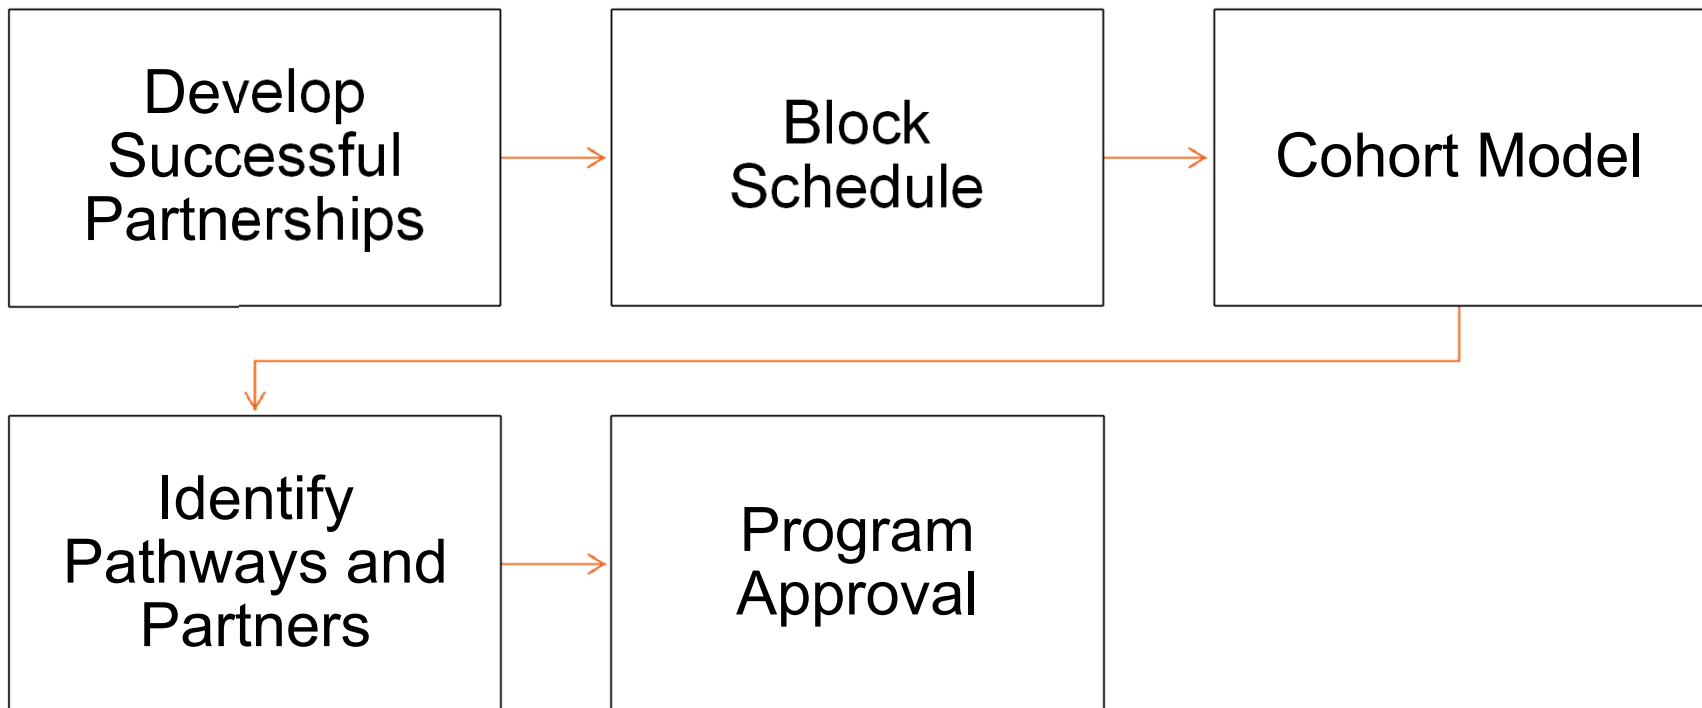 Develop
Successful
Partnerships
Block
Schedule
Cohort Model
Identify
Pathways and
Partners
Program
Approval